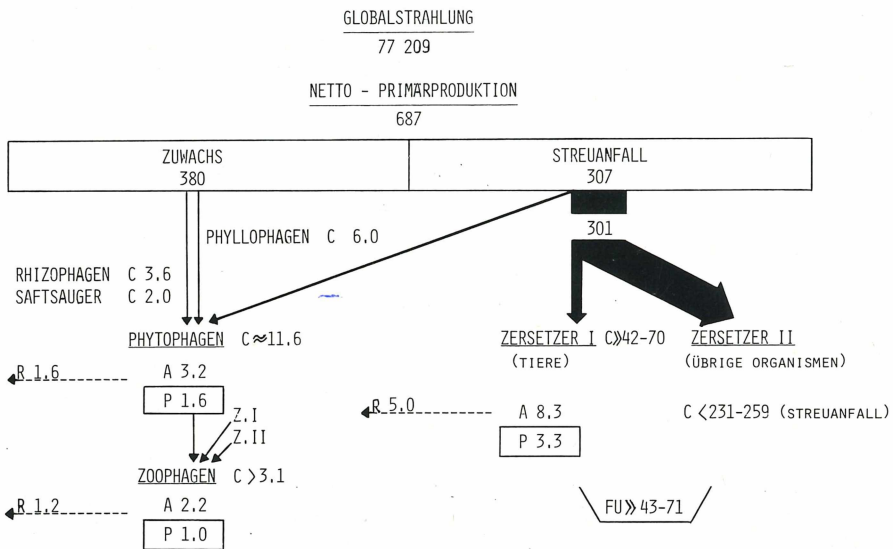 GLOBALSTRAHLUNG
77 209
NETTO - PRIMÄRPRODUKTION
687
ZUWACHS
380
STREUANFALL
307
301
PHYLLOPHAGEN C 6.0
RHIZOPHAGEN C 3.6
SAFTSAUGER C 2.0
PHYTOPHAGEN C≈11.6
R 1.6
A 3.2
P 1.6
Z.I
Z.II
ZOOPHAGEN C>3.1
R 1.2
A 2.2
P 1.0
ZERSETZER I C»42-70
(TIERE)
R 5.0
A 8.3
P 3.3
ZERSETZER II
(ÜBRIGE ORGANISMEN)
C <231-259 (STREUANFALL)
FU»43-71